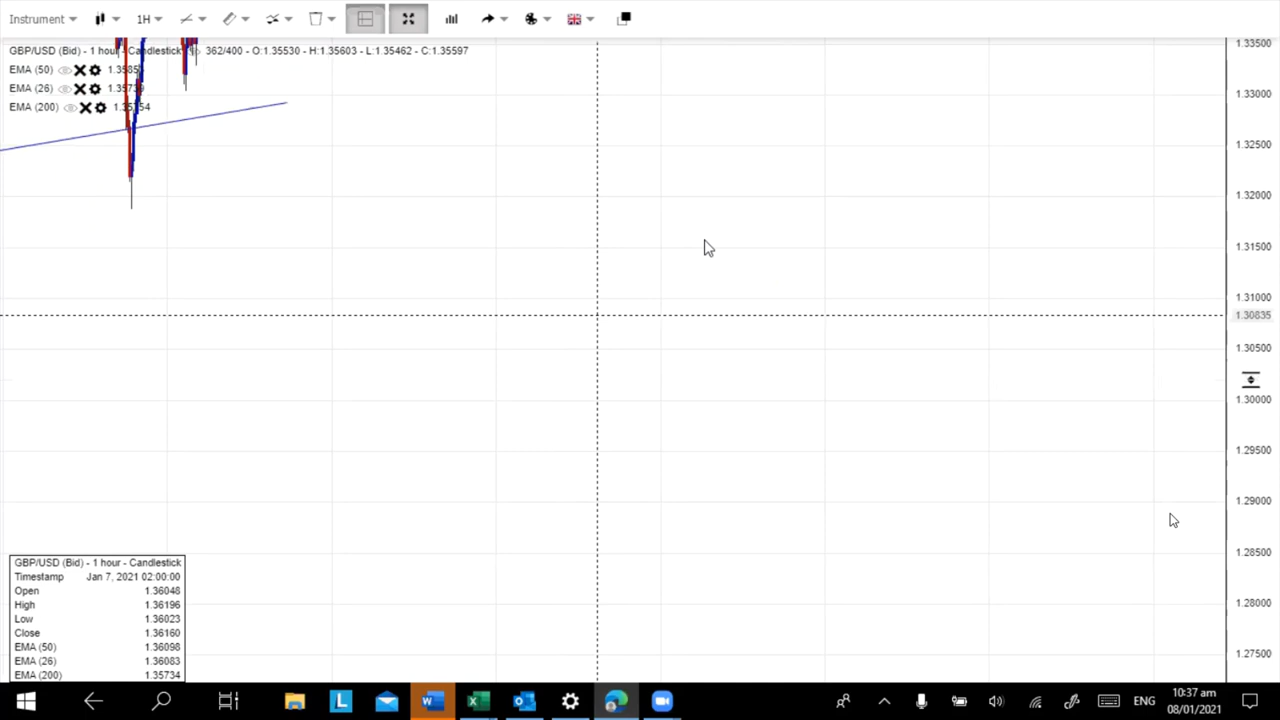 Instrument 1H
GBP/USD (Bid) - 1 hour - Candlestick 362/400 - O:1.35530 - H:1.35603 - L:1.35462 - C:1.35597
EMA (50)
EMA (26)
EMA (200)
1.33500
1.33000
1.32500
1.32000
1.31500
1.31000
1.30835
1.30500
1.30000
1.29500
1.29000
1.28500
1.28000
1.27500
GBP/USD (Bid) - 1 hour - Candlestick
Timestamp Jan 7, 2021 02:00:00
Open 1.36048
High 1.36196
Low 1.36023
Close 1.36160
EMA (50) 1.36098
EMA (26) 1.36083
EMA (200) 1.35734
L
ENG
10:37 am
08/01/2021